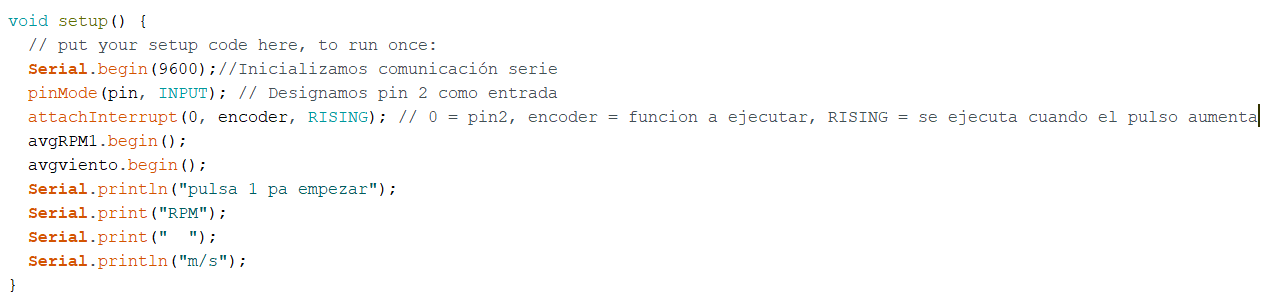 void setup() {
  // put your setup code here, to run once:
  Serial.begin(9600);//Inicializamos comunicación serie
  pinMode(pin, INPUT); // Designamos pin 2 como entrada
  attachInterrupt(0, encoder, RISING); // 0 = pin2, encoder = funcion a ejecutar, RISING = se ejecuta cuando el pulso aumenta
  avgRPM1.begin();
  avgviento.begin();
  Serial.println("pulsa 1 pa empezar");
  Serial.print("RPM");
  Serial.print("  ");
  Serial.println("m/s");
}